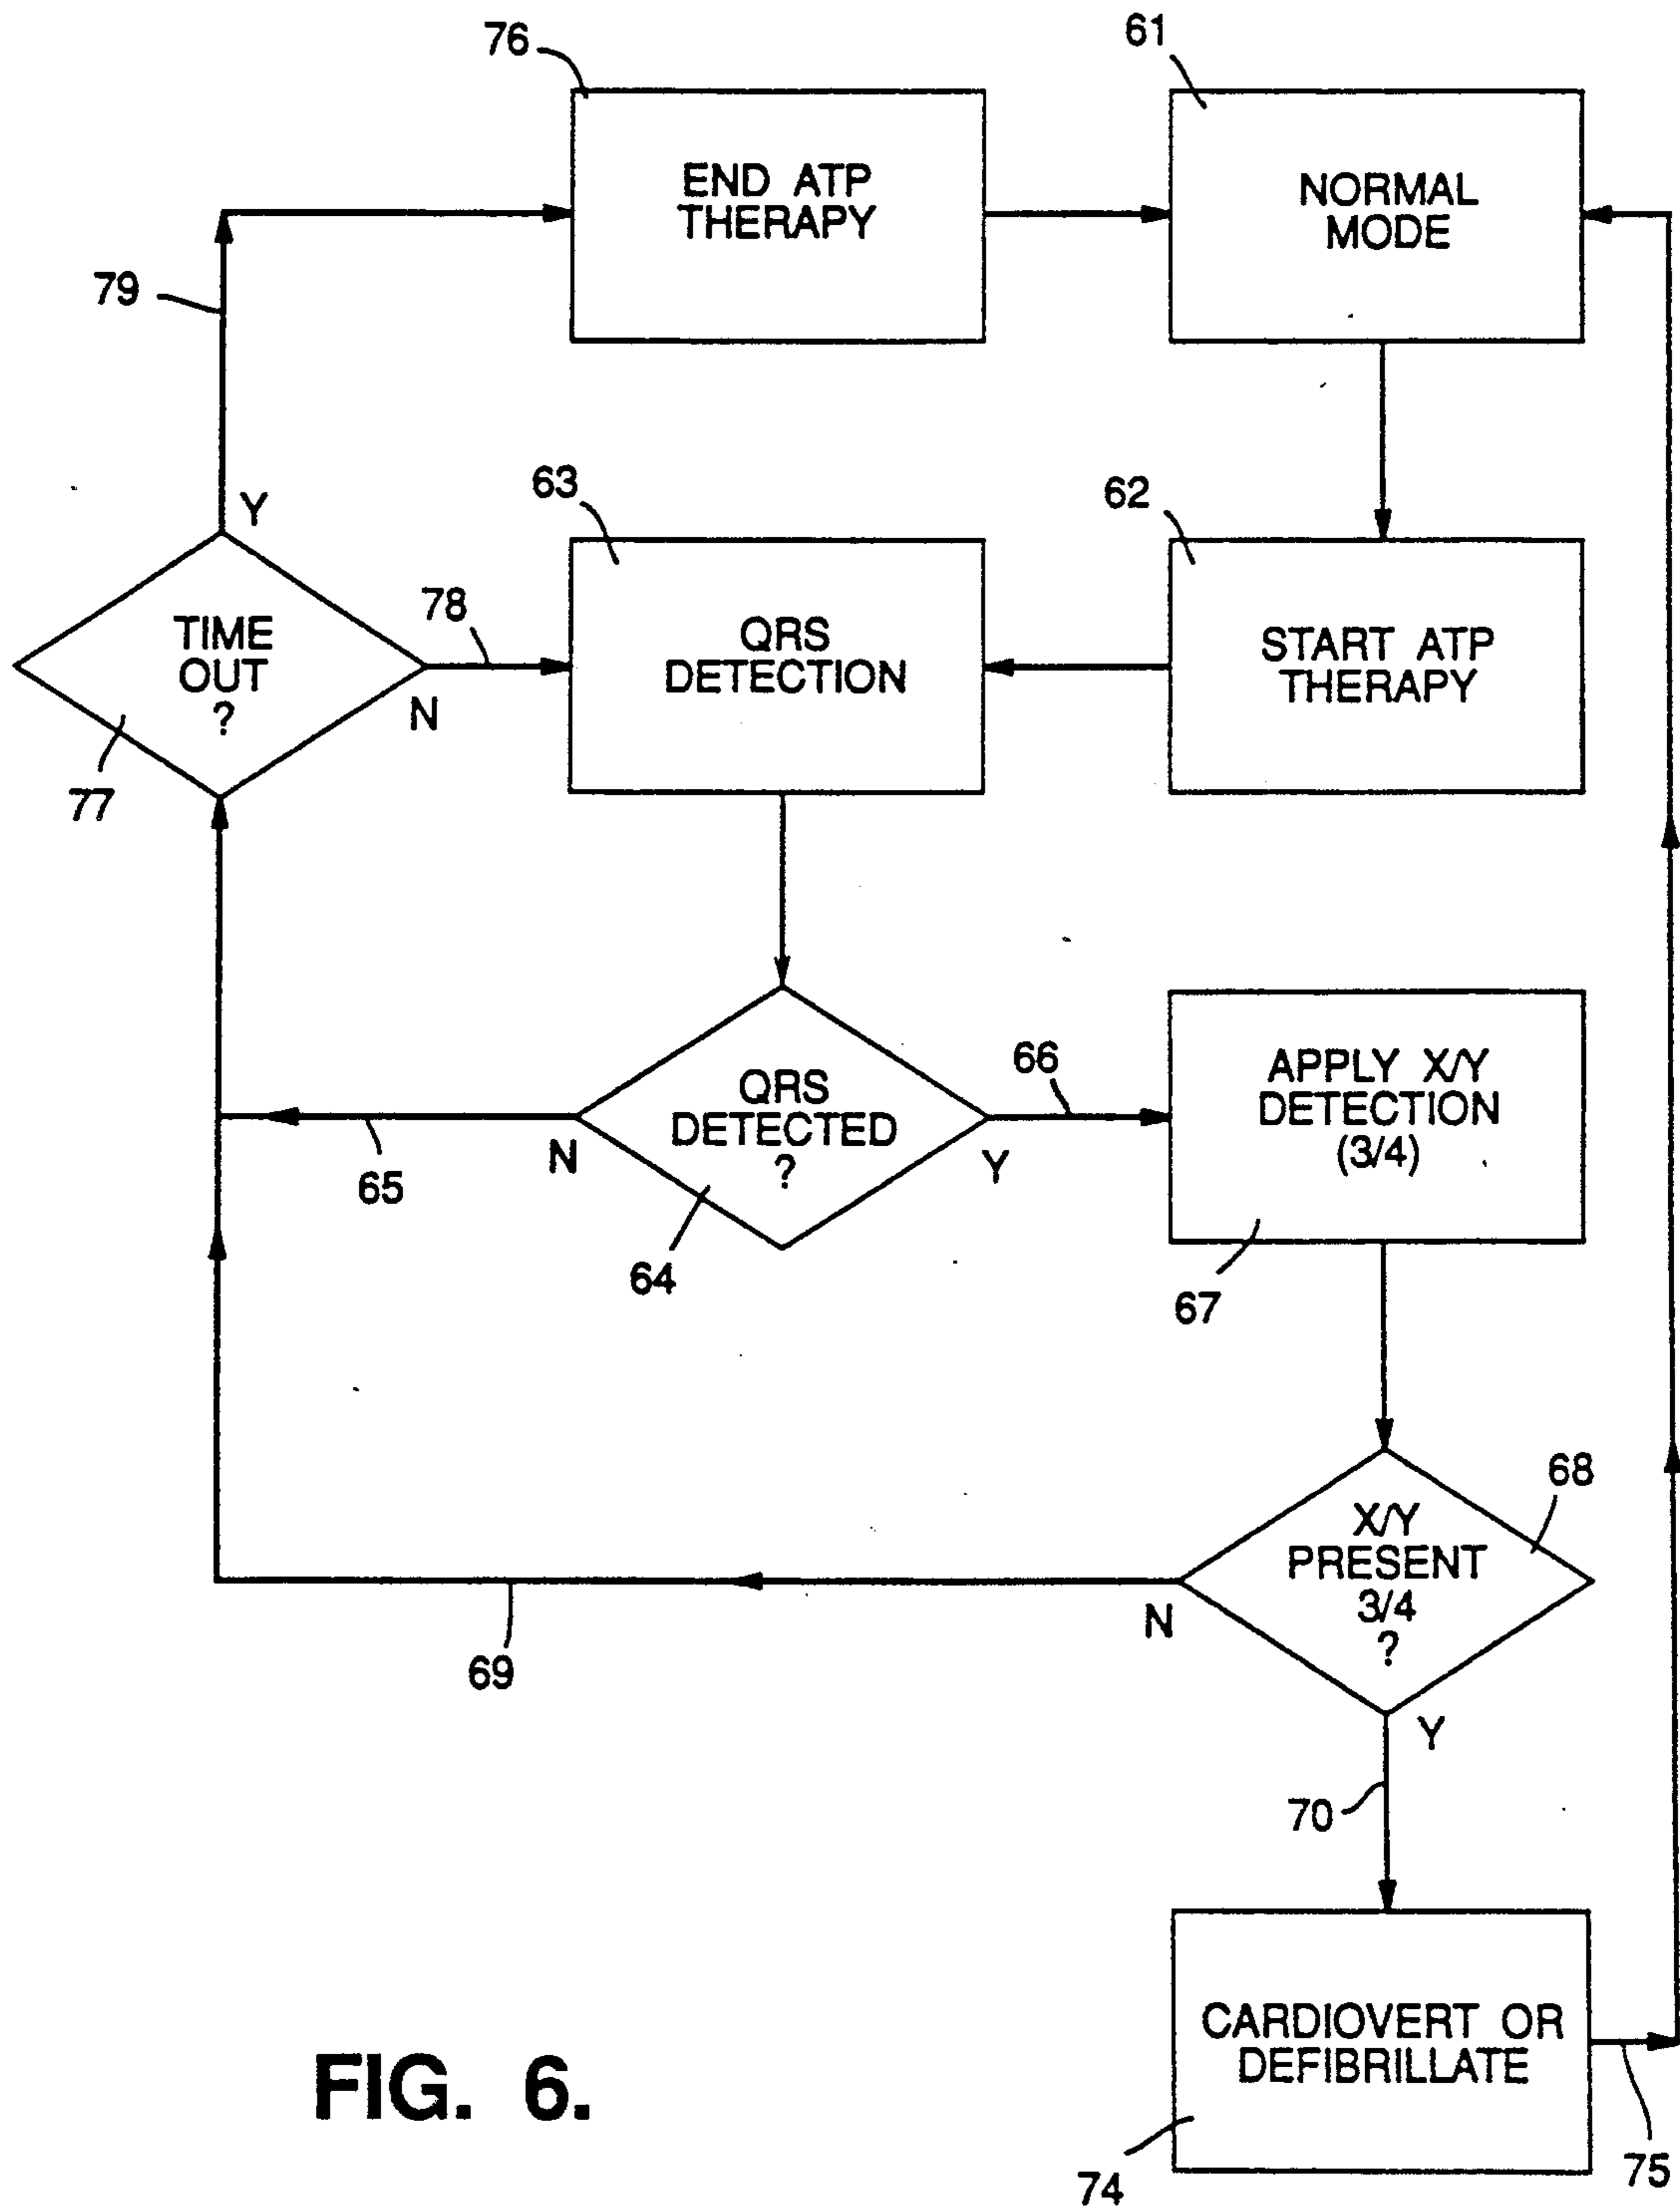 76
61
END ATP
THERAPY
NORMAL
MODE
79
Y
63
62
TIME
OUT
?
78
N
77
QRS
DETECTION
START ATP
THERAPY
QRS
DETECTED
?
N
Y
65
66
64
APPLY X/Y
DETECTION
(3/4)
67
68
X/Y
PRESENT
3/4
?
N
Y
69
70
CARDIOVERT OR
DEFIBRILLATE
74
75
FIG. 6.